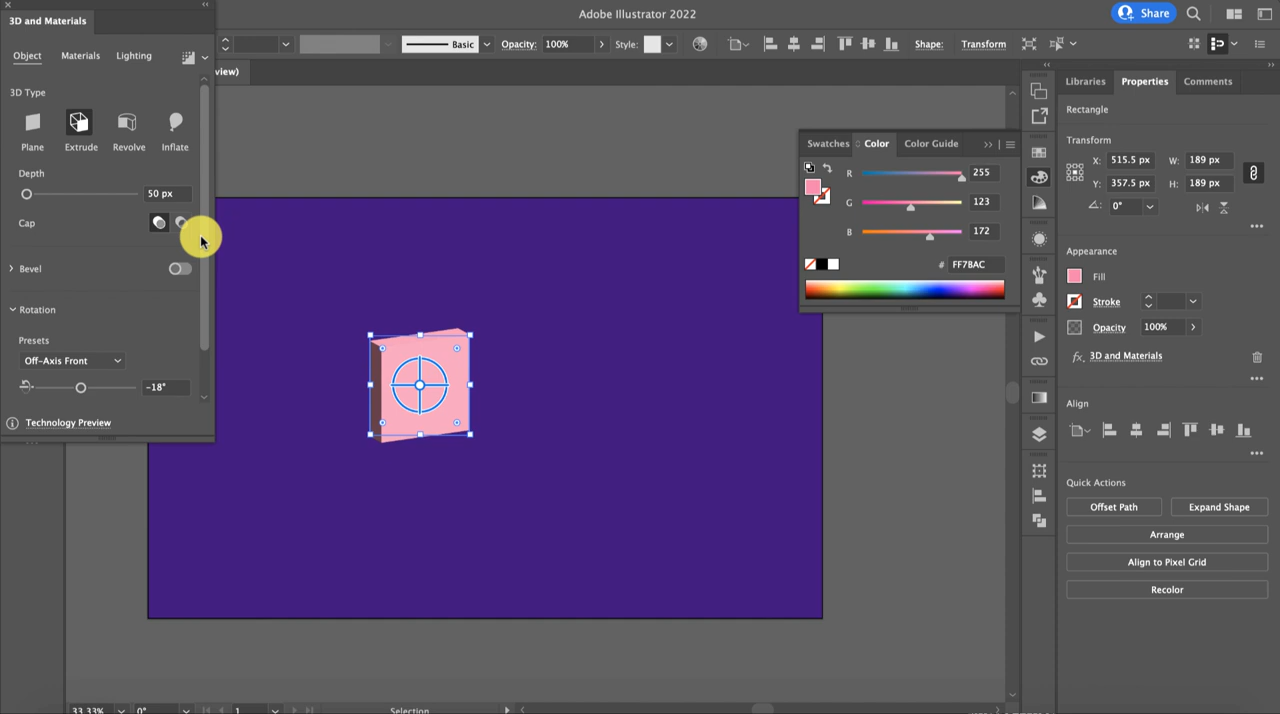 Adobe Illustrator 2022
Share
3D and Materials
Object Materials Lighting
Basic Opacity: 100% Style: Shape: Transform
view)
Libraries Properties Comments
3D Type
Plane Extrude Revolve Inflate
Depth
50 px
Cap
Bevel
Rotation
Presets
Off-Axis Front
-18°
Technology Preview
Swatches Color Color Guide
R 255
G 123
B 172
# FF7BAC
Rectangle
Transform
X: 515.5 px W: 189 px
Y: 357.5 px H: 189 px
0°
Appearance
Fill
Stroke
Opacity 100%
fx. 3D and Materials
Align
Quick Actions
Offset Path Expand Shape
Arrange
Align to Pixel Grid
Recolor
33.33% 0° 1 Selection